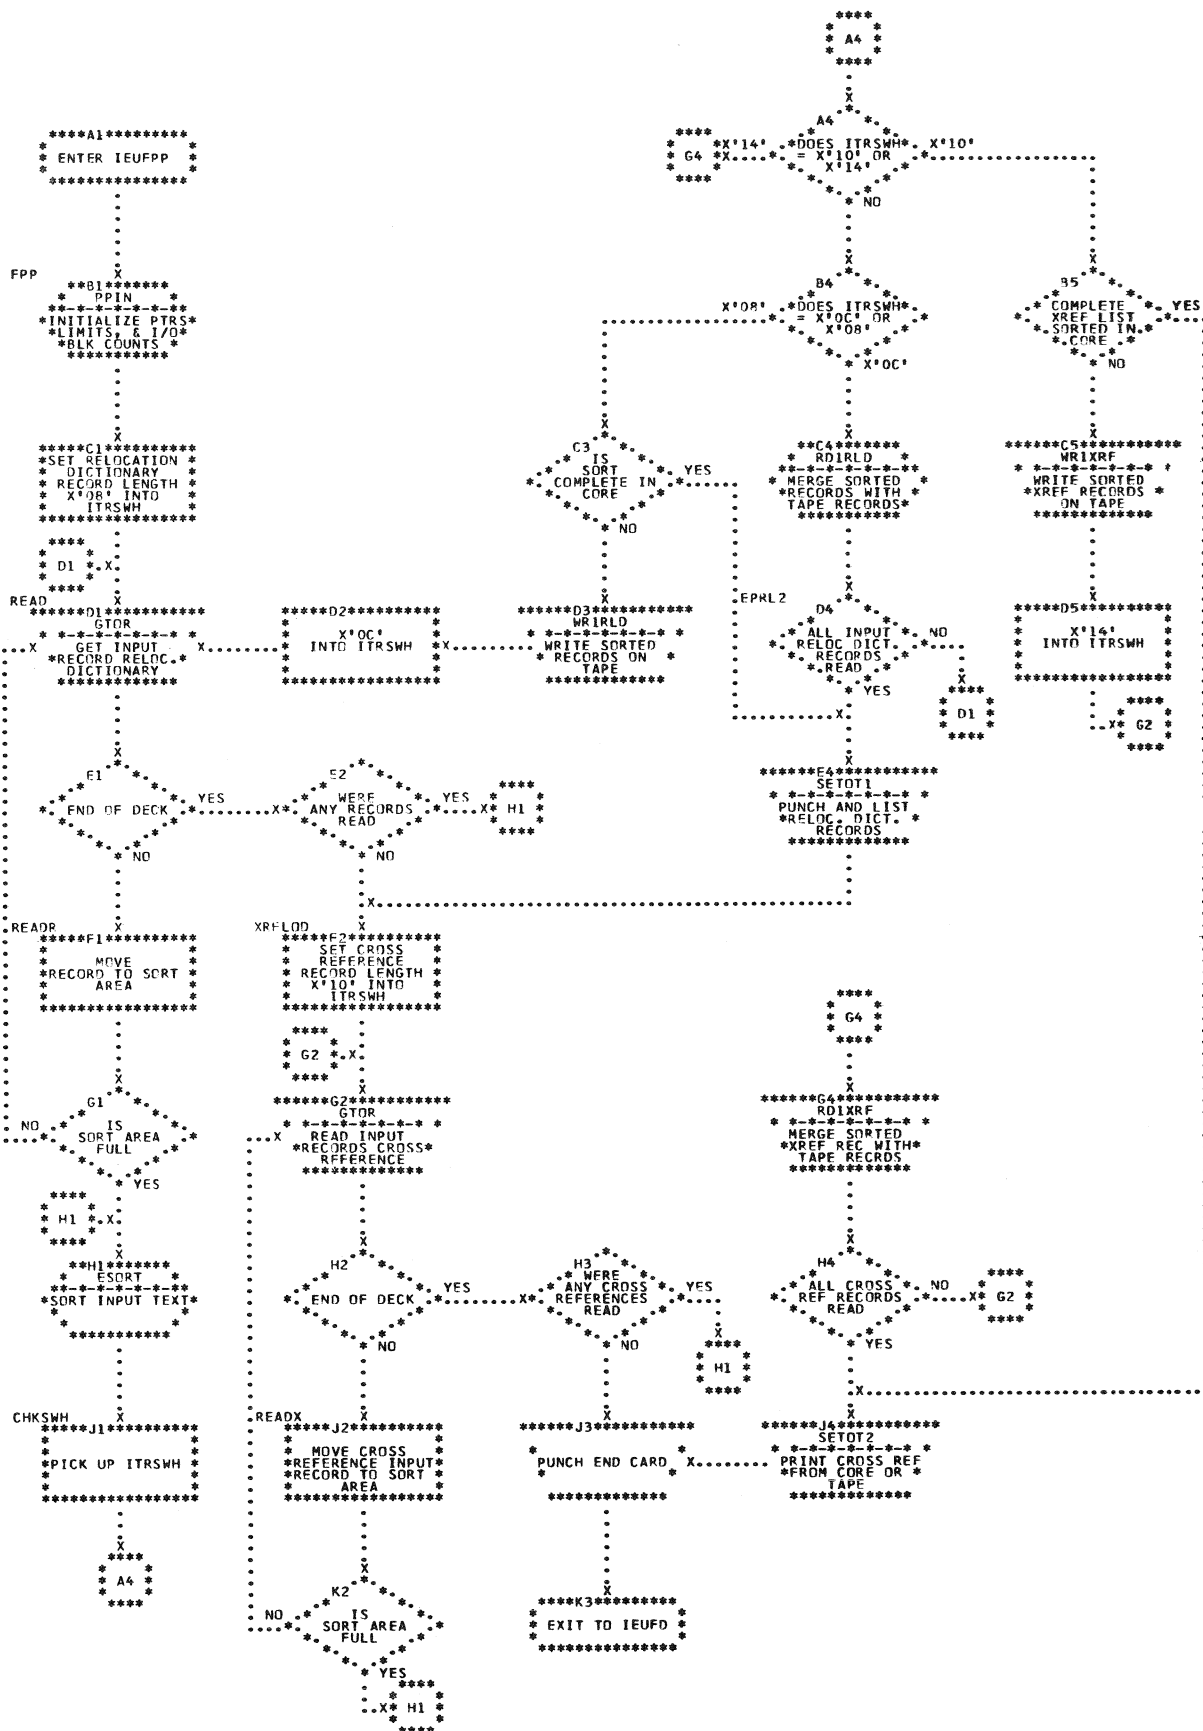 A4
A1
ENTER IEUFPP
FPP
B1
PPIN
INITIALIZE PTRS
LIMITS, & I/O
BLK COUNTS
C1
SET RELOCATION
DICTIONARY
RECORD LENGTH
X'08' INTO
ITRSWH
D1
READ
D1
GTOR
GET INPUT
RECORD RELOC.
DICTIONARY
E1
END OF DECK
YES
NO
READR
F1
MOVE
RECORD TO SORT
AREA
G1
IS
SORT AREA
FULL
NO
YES
H1
H1
ESORT
SORT INPUT TEXT
CHKSWH
J1
PICK UP ITRSWH
A4
D2
X'0C'
INTO ITRSWH
E2
WERE
ANY RECORDS
READ
YES
H1
NO
XREFLOD
F2
SET CROSS
REFERENCE
RECORD LENGTH
X'10' INTO
ITRSWH
G2
G2
GTOR
READ INPUT
RECORDS CROSS
REFERENCE
H2
END OF DECK
YES
NO
READX
J2
MOVE CROSS
REFERENCE INPUT
RECORD TO SORT
AREA
K2
IS
SORT AREA
FULL
NO
YES
H1
C3
IS
SORT
COMPLETE IN
CORE
YES
NO
D3
WR1RLD
WRITE SORTED
RECORDS ON
TAPE
H3
WERE
ANY CROSS
REFERENCES
READ
YES
H1
NO
J3
PUNCH END CARD
K3
EXIT TO IEUFD
A4
DOES ITRSWH
= X'10' OR
X'14'
X'14'
G4
X'10'
NO
B4
DOES ITRSWH
= X'0C' OR
X'08'
X'08'
X'0C'
C4
RD1RLD
MERGE SORTED
RECORDS WITH
TAPE RECORDS
EPRL2
D4
ALL INPUT
RELOC DICT.
RECORDS
READ
NO
D1
YES
E4
SETOT1
PUNCH AND LIST
RELOC. DICT.
RECORDS
G4
G4
RD1XRF
MERGE SORTED
XREF REC WITH
TAPE RECRDS
H4
ALL CROSS
REF RECORDS
READ
NO
G2
YES
J4
SETOT2
PRINT CROSS REF
FROM CORE OR
TAPE
B5
COMPLETE
XREF LIST
SORTED IN
CORE
YES
NO
C5
WR1XRF
WRITE SORTED
XREF RECORDS
ON TAPE
D5
X'14'
INTO ITRSWH
G2